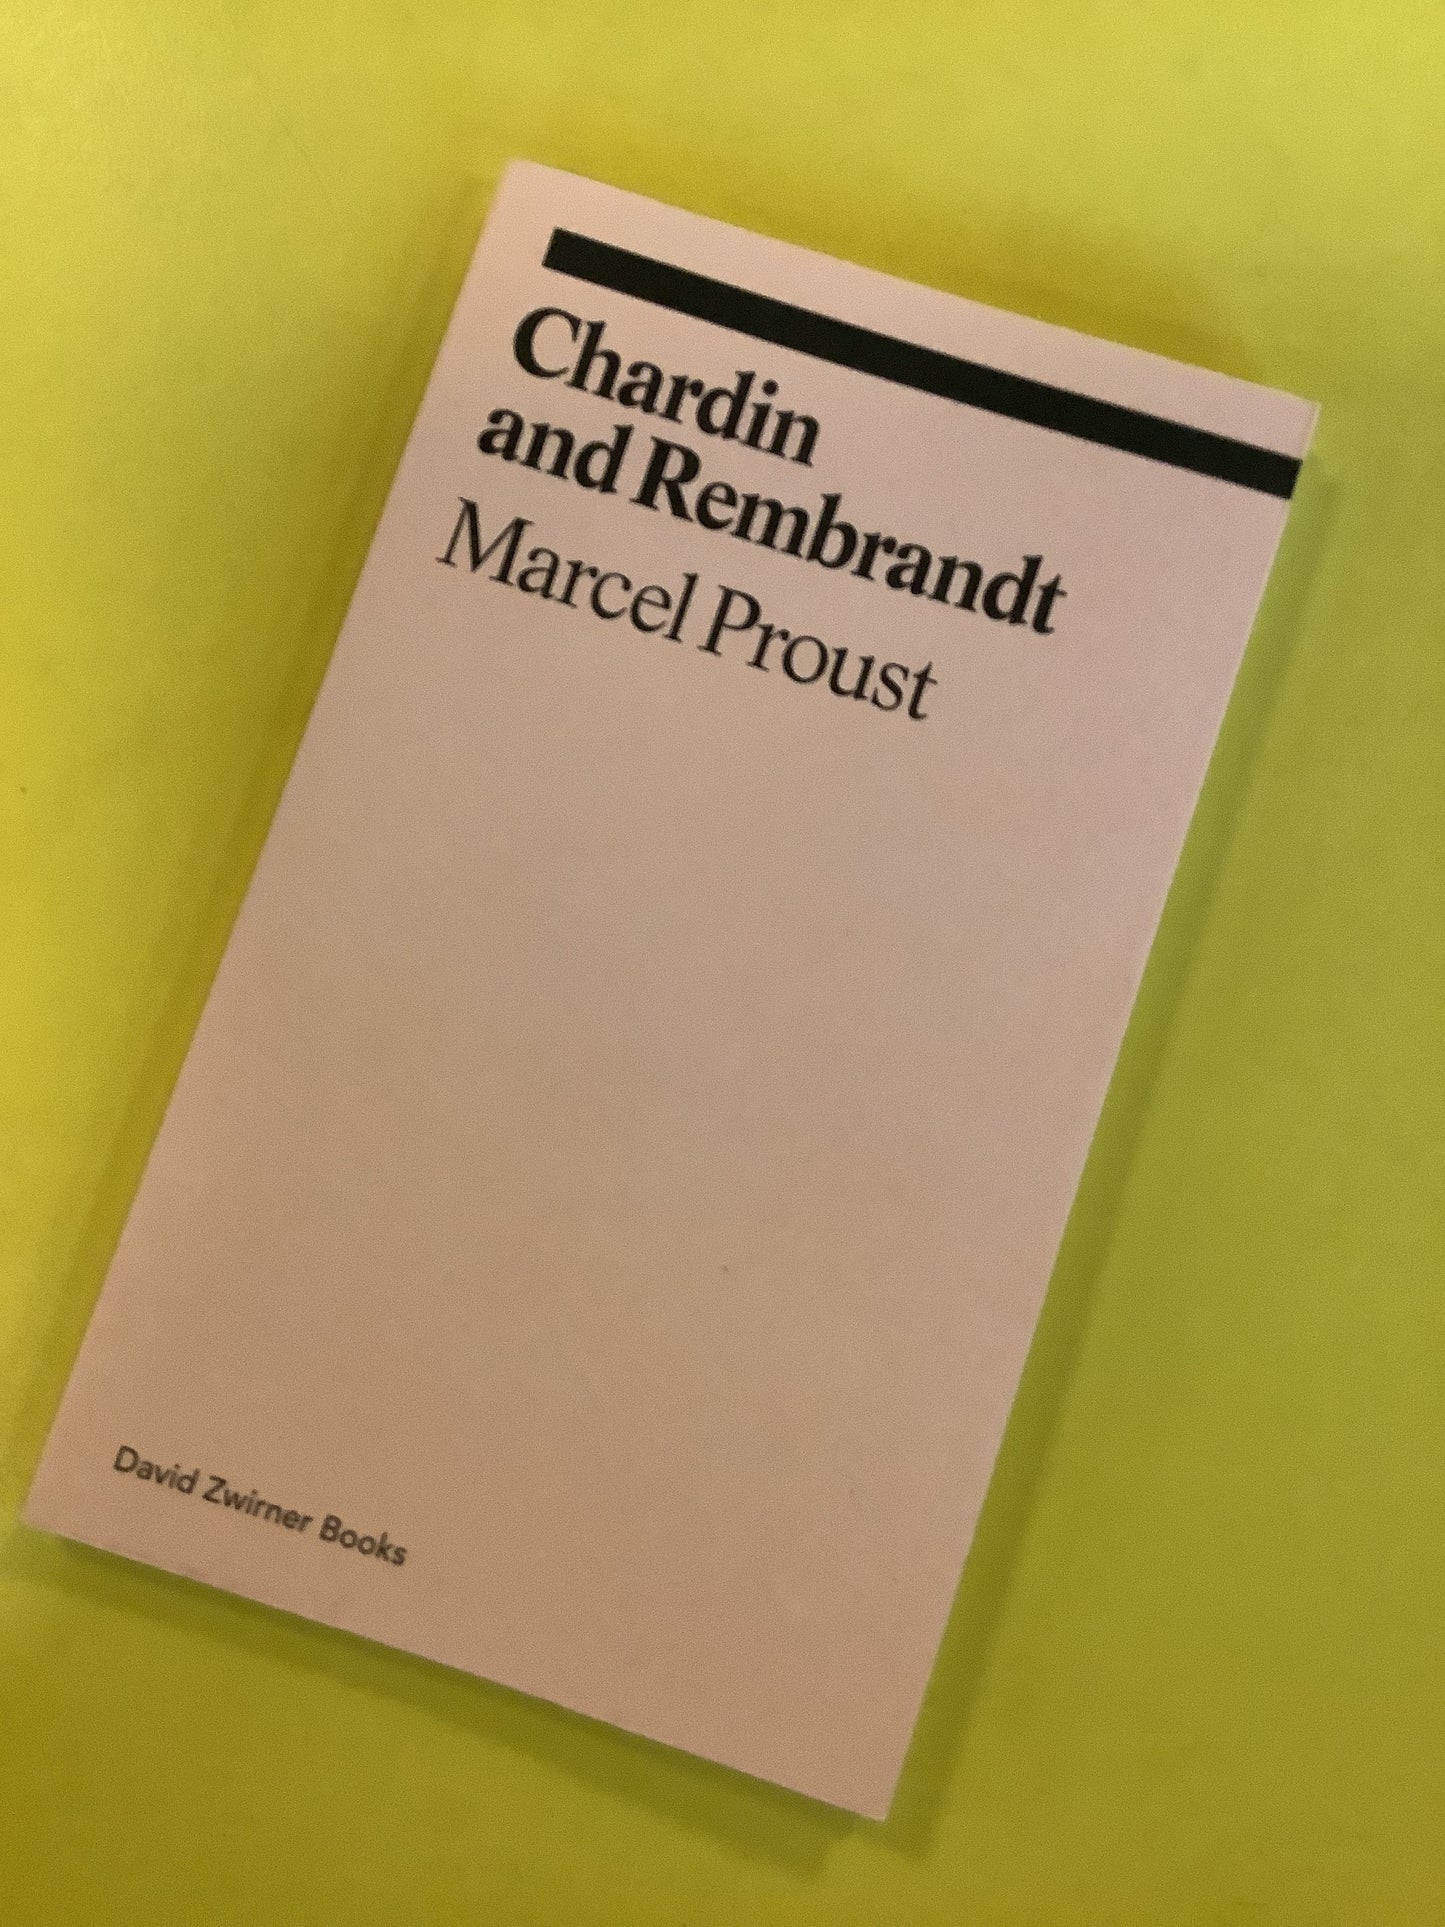 Chardin
and Rembrandt
Marcel Proust
David Zwirner Books